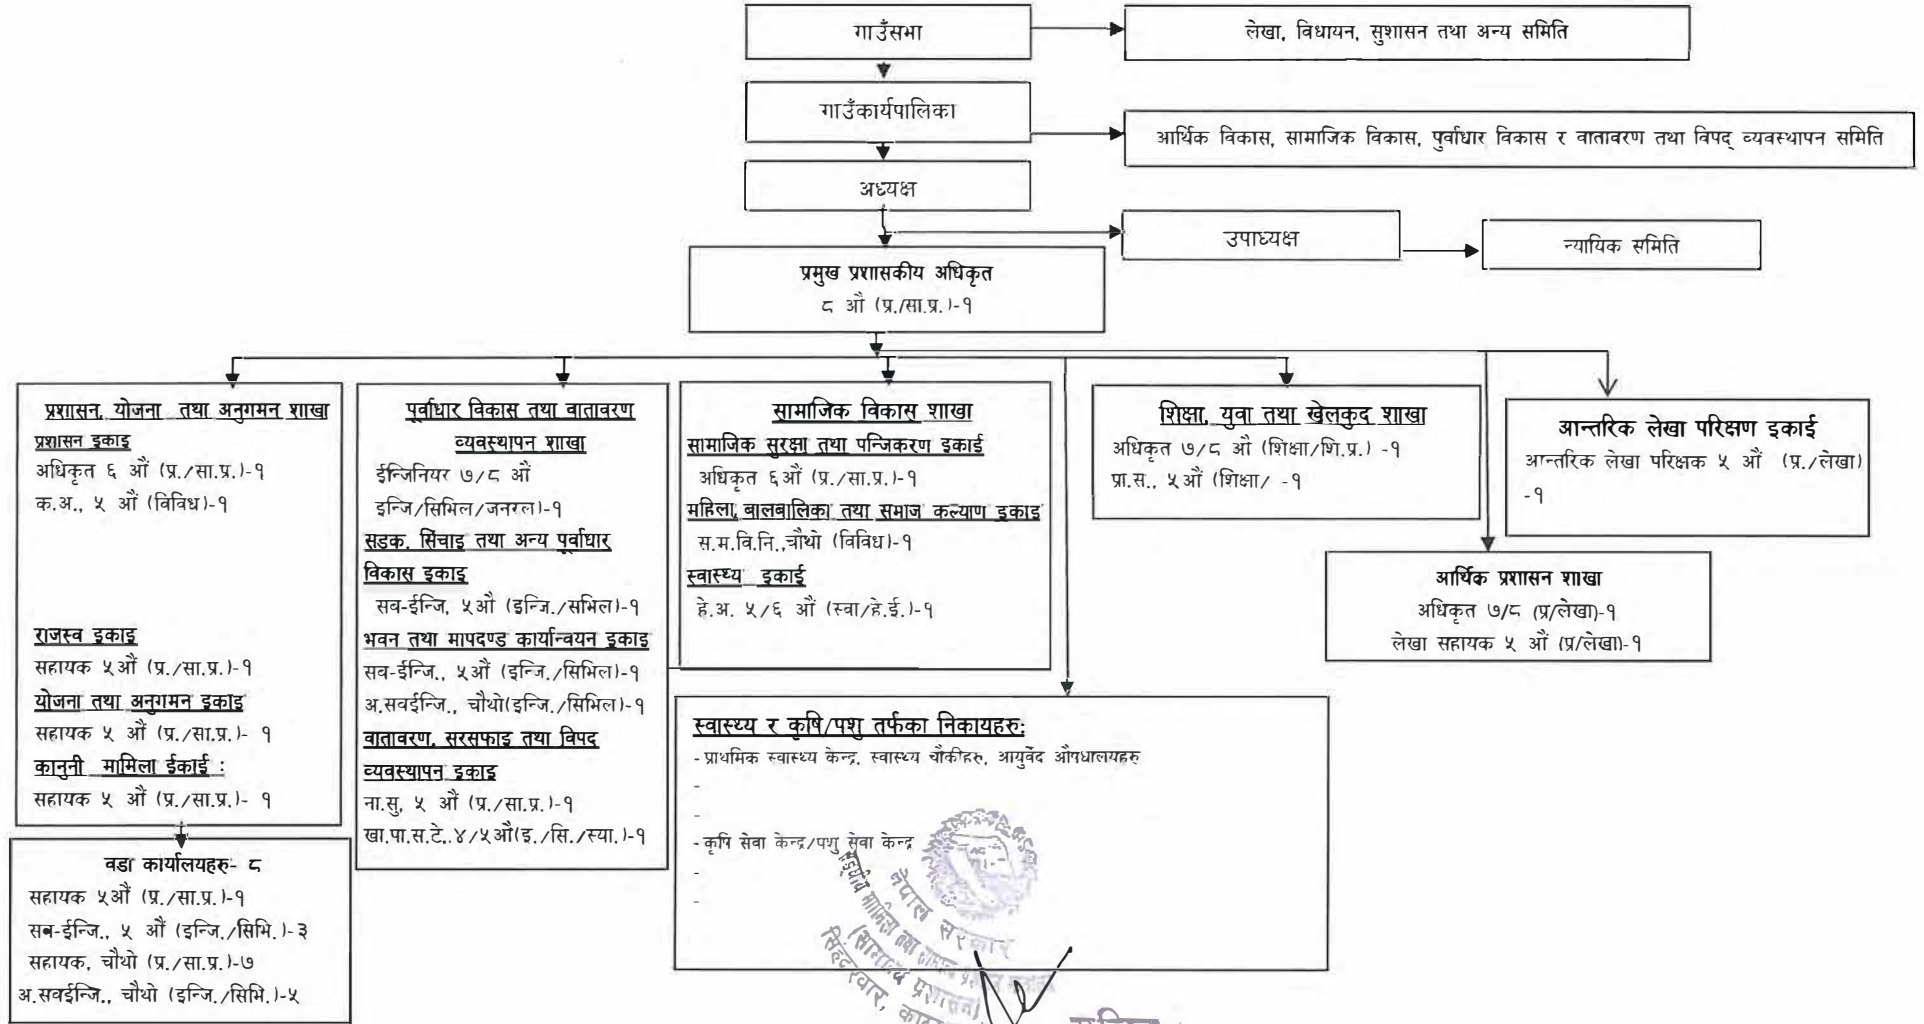 गाउँसभा
लेखा, विधायन, सुशासन तथा अन्य समिति
गाउँकार्यपालिका
आर्थिक विकास, सामाजिक विकास, पुर्वाधार विकास र वातावरण तथा विपद् व्यवस्थापन समिति
अध्यक्ष
उपाध्यक्ष
न्यायिक समिति
प्रमुख प्रशासकीय अधिकृत
८ औं (प्र./सा.प्र.)-१
प्रशासन, योजना तथा अनुगमन शाखा
प्रशासन इकाइ
अधिकृत ६ औं (प्र./सा.प्र.)-१
क.अ., ५ औं (विविध)-१
राजस्व इकाइ
सहायक ५औं (प्र./सा.प्र.)-१
योजना तथा अनुगमन इकाइ
सहायक ५ औं (प्र./सा.प्र.)- १
कानुनी मामिला ईकाई :
सहायक ५ औं (प्र./सा.प्र.)- १
वडा कार्यालयहरु- ८
सहायक ५औं (प्र./सा.प्र.)-१
सब-ईन्जि., ५ औं (इन्जि./सिभि.)-३
सहायक, चौथो (प्र./सा.प्र.)-७
अ.सवईन्जि., चौथो (इन्जि./सिभि.)-५
पूर्वाधार विकास तथा वातावरण
व्यवस्थापन शाखा
ईन्जिनियर ७/८ औं
इन्जि/सिभिल/जनरल)-१
सडक, सिंचाइ तथा अन्य पूर्वाधार
विकास इकाइ
सव-ईन्जि, ५औ (इन्जि./सभिल)-१
भवन तथा मापदण्ड कार्यान्वयन इकाइ
सब-ईन्जि., ५औं (इन्जि./सिभिल)-१
अ.सवईन्जि., चौथो(इन्जि./सिभिल)-१
वातावरण, सरसफाइ तथा विपद
व्यवस्थापन इकाइ
ना.सु, ५ औं (प्र./सा.प्र.)-१
खा.पा.स.टे..४/५औ(इ./सि./स्या.)-१
सामाजिक विकास शाखा
सामाजिक सुरक्षा तथा पन्जिकरण इकाई
अधिकृत ६औं (प्र./सा.प्र.)-१
महिला, बालबालिका तथा समाज कल्याण इकाइ
स.म.वि.नि.,चौथो (विविध)-१
स्वास्थ्य इकाई
हे.अ. ५/६ औं (स्वा/हे.ई.)-१
शिक्षा, युवा तथा खेलकुद शाखा
अधिकृत ७/८ औ (शिक्षा/शि.प्र.) -१
प्रा.स., ५औं (शिक्षा/ -१
आन्तरिक लेखा परिक्षण इकाई
आन्तरिक लेखा परिक्षक ५ औं (प्र./लेखा)
-१
आर्थिक प्रशासन शाखा
अधिकृत ७/८ (प्र/लेखा)-१
लेखा सहायक ५ औं (प्र/लेखा)-१
स्वास्थ्य र कृषि/पशु तर्फका निकायहरु:
- प्राथमिक स्वास्थ्य केन्द्र, स्वास्थ्य चौकीहरु, आयुर्वेद औषधालयहरु
-
-
- कृषि सेवा केन्द्र/पशु सेवा केन्द्र
-
-
नेपाल सरकार
(सामान्य प्रशासन)